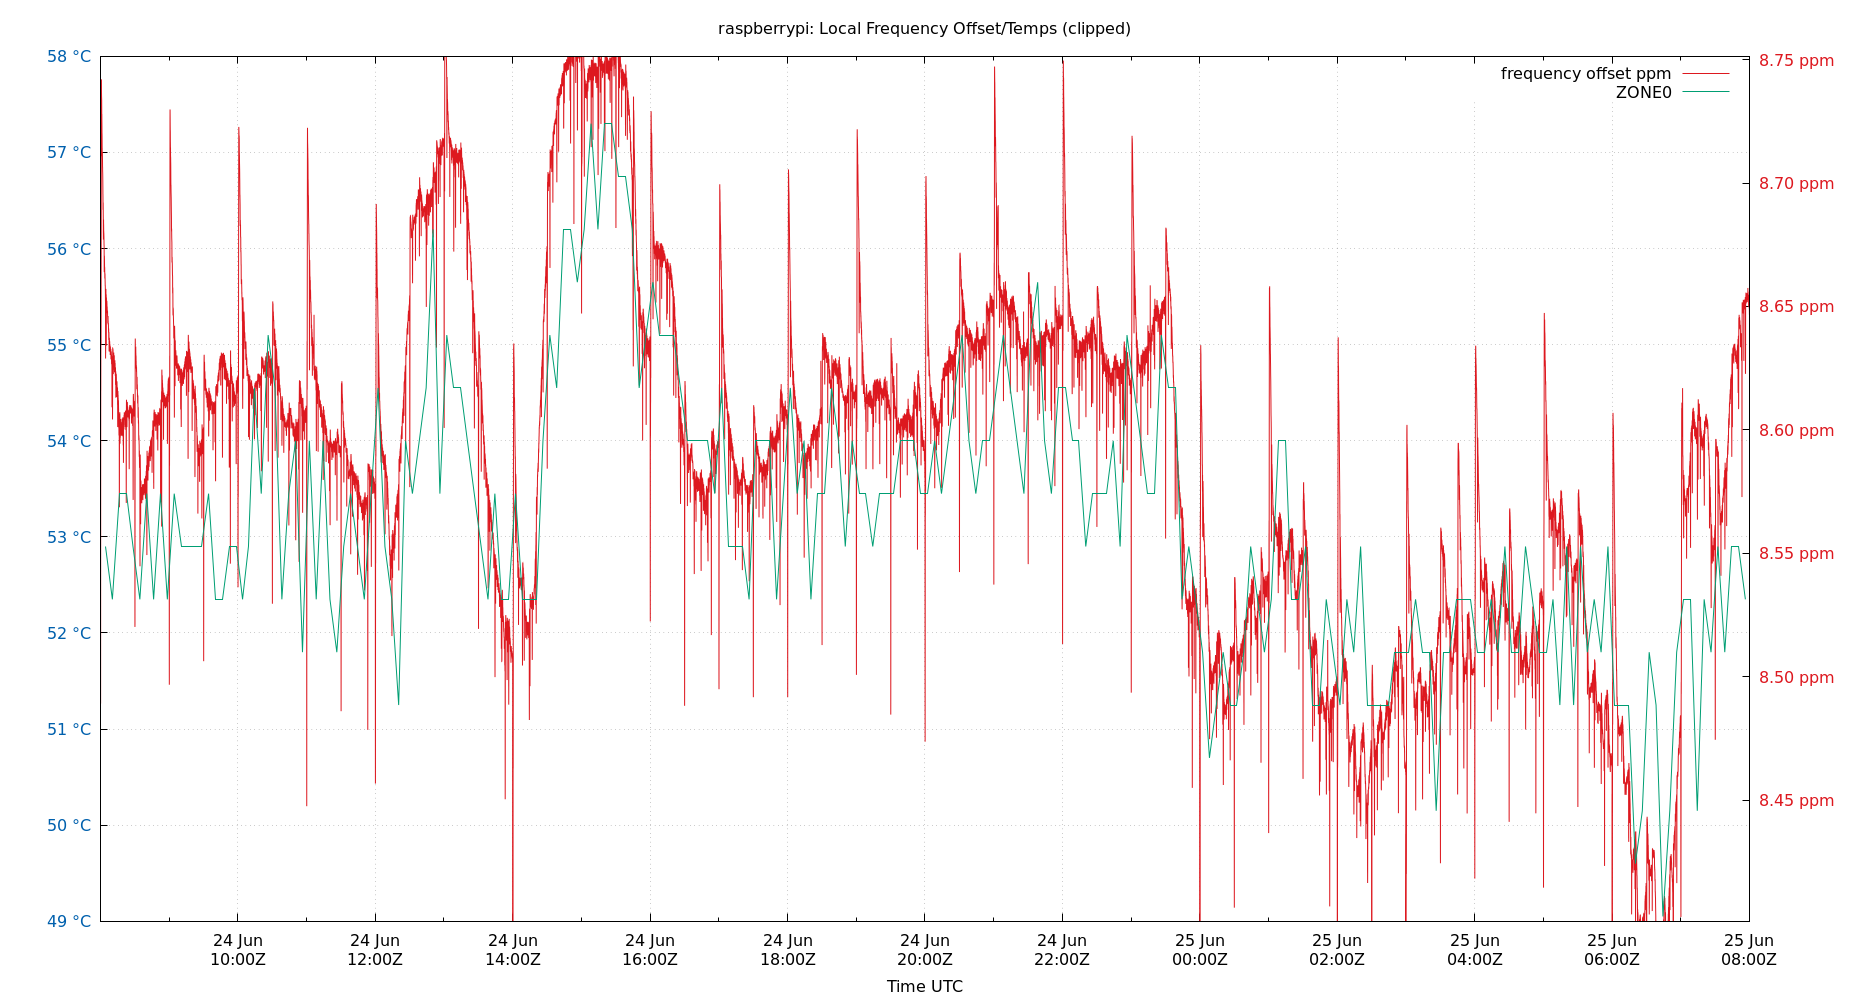 raspberrypi: Local Frequency Offset/Temps (clipped)
58 °C
57 °C
56 °C
55 °C
54 °C
53 °C
52 °C
51 °C
50 °C
49 °C
8.75 ppm
8.70 ppm
8.65 ppm
8.60 ppm
8.55 ppm
8.50 ppm
8.45 ppm
frequency offset ppm
ZONE0
24 Jun 24 Jun 24 Jun 24 Jun 24 Jun 24 Jun 24 Jun 25 Jun 25 Jun 25 Jun 25 Jun 25 Jun
10:00Z 12:00Z 14:00Z 16:00Z 18:00Z 20:00Z 22:00Z 00:00Z 02:00Z 04:00Z 06:00Z 08:00Z
Time UTC